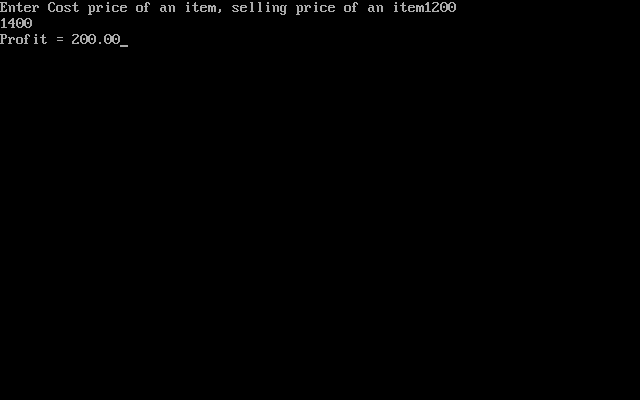 Enter Cost price of an item, selling price of an item1200
1400
Profit = 200.00_